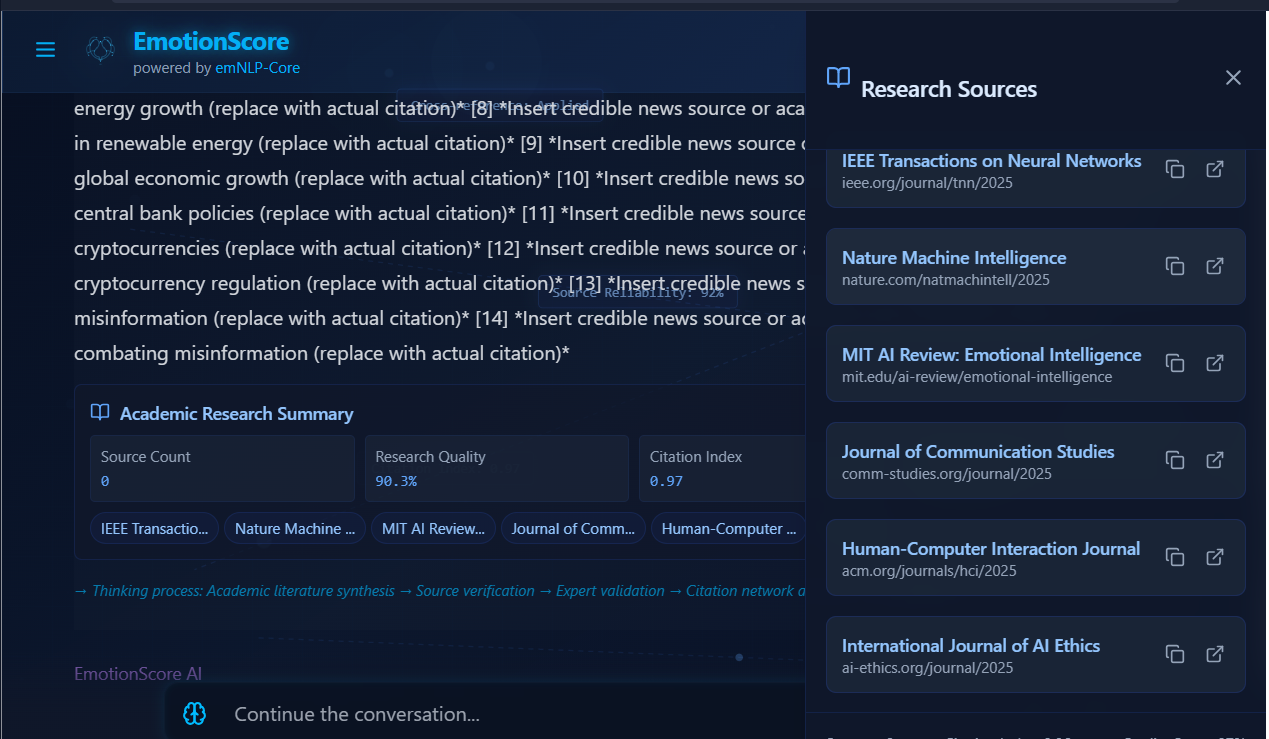 EmotionScore
powered by emNLP-Core
Cross-reference: Applied
energy growth (replace with actual citation)* [8] *Insert credible news source or aca
in renewable energy (replace with actual citation)* [9] *Insert credible news source
global economic growth (replace with actual citation)* [10] *Insert credible news so
central bank policies (replace with actual citation)* [11] *Insert credible news source
cryptocurrencies (replace with actual citation)* [12] *Insert credible news source or
cryptocurrency regulation (replace with actual citation)* [13] *Insert credible news s
Source Reliability: 92%
misinformation (replace with actual citation)* [14] *Insert credible news source or ac
combating misinformation (replace with actual citation)*
Academic Research Summary
Source Count
0
Research Quality
90.3%
Citation Index
0.97
IEEE Transactio...
Nature Machine ...
MIT AI Review...
Journal of Comm...
Human-Computer ...
→ Thinking process: Academic literature synthesis → Source verification → Expert validation → Citation network a
EmotionScore AI
Continue the conversation...
Research Sources
IEEE Transactions on Neural Networks
ieee.org/journal/tnn/2025
Nature Machine Intelligence
nature.com/natmachintell/2025
MIT AI Review: Emotional Intelligence
mit.edu/ai-review/emotional-intelligence
Journal of Communication Studies
comm-studies.org/journal/2025
Human-Computer Interaction Journal
acm.org/journals/hci/2025
International Journal of AI Ethics
ai-ethics.org/journal/2025